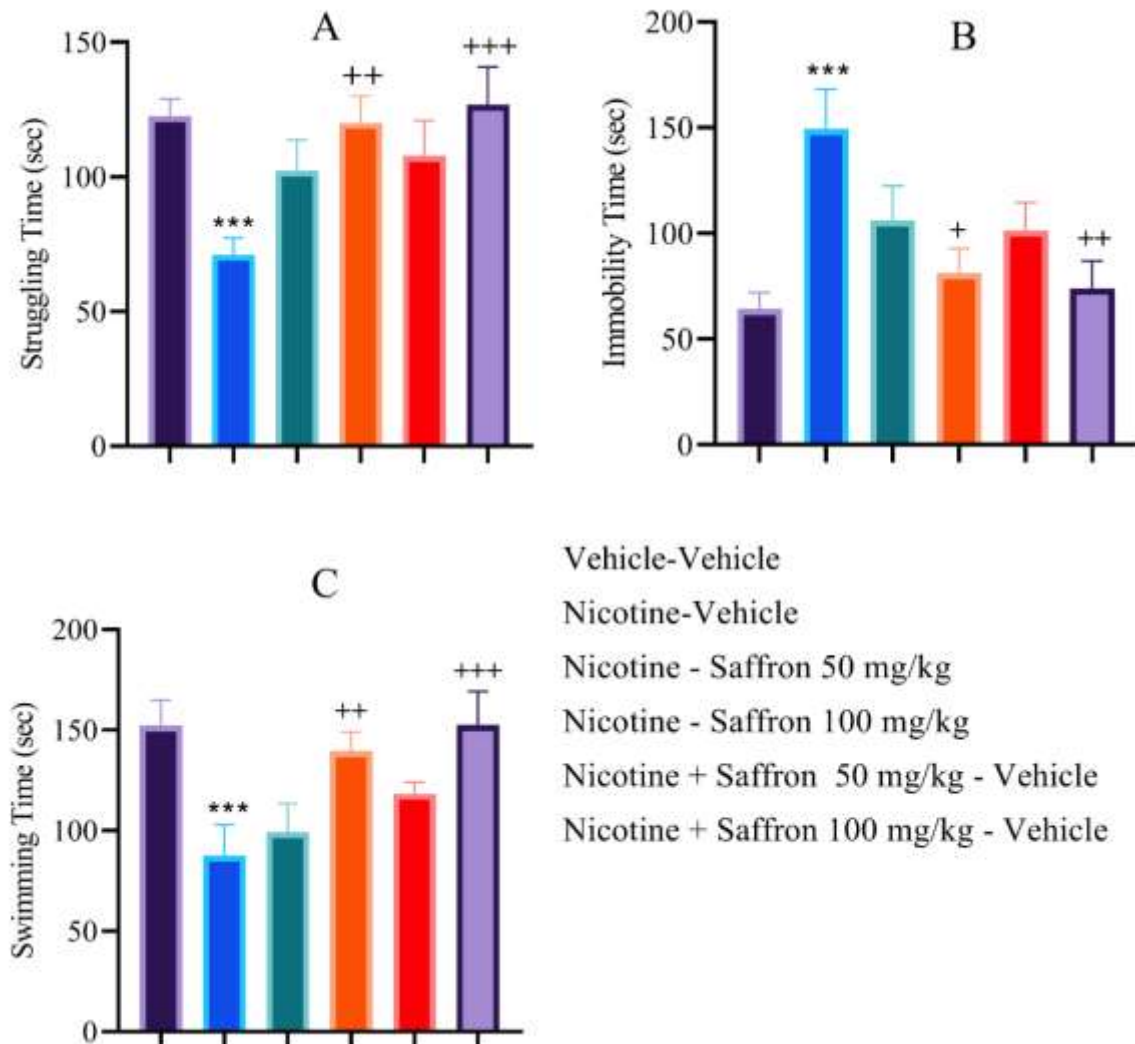 A
Struggling Time (sec)
150
100
50
0
***
++
+++
B
Immobility Time (sec)
200
150
100
50
0
***
+
++
C
Swimming Time (sec)
200
150
100
50
0
***
++
+++
Vehicle-Vehicle
Nicotine-Vehicle
Nicotine - Saffron 50 mg/kg
Nicotine - Saffron 100 mg/kg
Nicotine + Saffron 50 mg/kg - Vehicle
Nicotine + Saffron 100 mg/kg - Vehicle